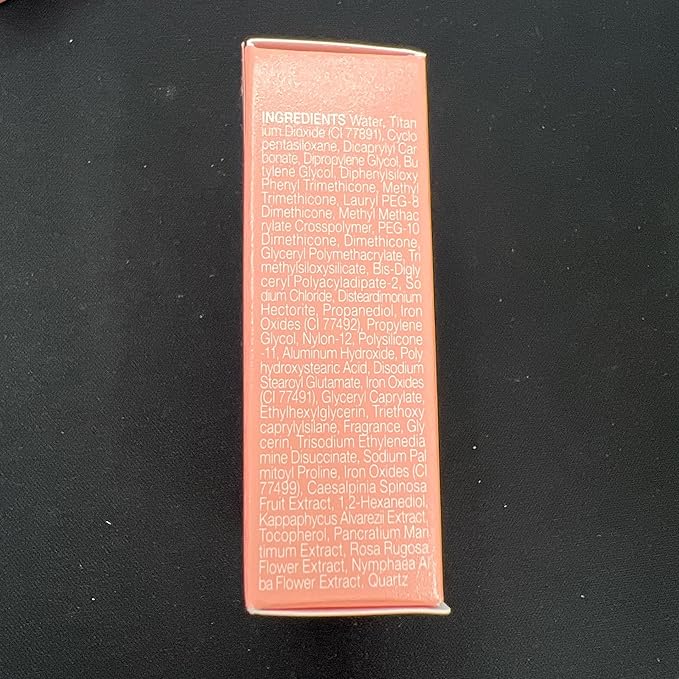 INGREDIENTS Water, Titan
ium Dioxide (CI 77891), Cyclo
pentasiloxane, Dicaprylyl Car
bonate, Dipropylene Glycol, Bu
tylene Glycol, Diphenylsiloxy
Phenyl Trimethicone, Methyl
Trimethicone, Lauryl PEG-8
Dimethicone, Methyl Methac
rylate Crosspolymer, PEG-10
Dimethicone, Dimethicone,
Glyceryl Polymethacrylate, Tri
methylsiloxysilicate, Bis-Digly
ceryl Polyacyladipate-2, So
dium Chloride, Disteardimonium
Hectorite, Propanediol, Iron
Oxides (CI 77492), Propylene
Glycol, Nylon-12, Polysilicone
-11, Aluminum Hydroxide, Poly
hydroxystearic Acid, Disodium
Stearoyl Glutamate, Iron Oxides
(CI 77491), Glyceryl Caprylate,
Ethylhexylglycerin, Triethoxy
caprylylsilane, Fragrance, Gly
cerin, Trisodium Ethylenedia
mine Disuccinate, Sodium Pal
mitoyl Proline, Iron Oxides (CI
77499), Caesalpinia Spinosa
Fruit Extract, 1,2-Hexanediol,
Kappaphycus Alvarezii Extract,
Tocopherol, Pancratium Mari
timum Extract, Rosa Rugosa
Flower Extract, Nymphaea Al
ba Flower Extract, Quartz